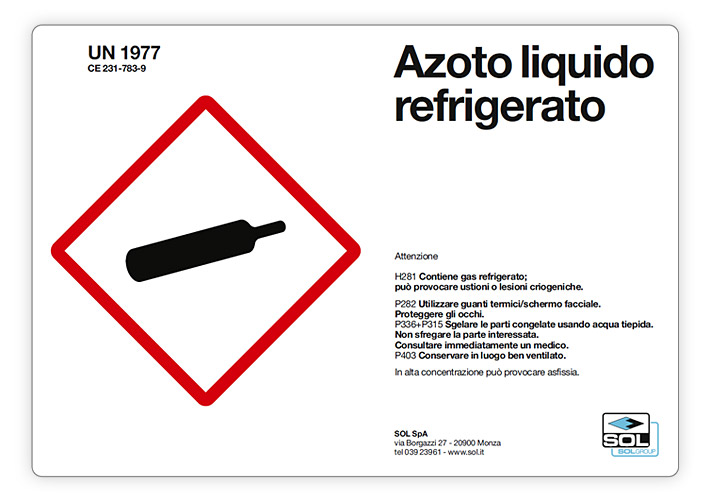 UN 1977
CE 231-783-9
Azoto liquido
refrigerato
Attenzione
H281 Contiene gas refrigerato;
può provocare ustioni o lesioni criogeniche.
P282 Utilizzare guanti termici/schermo facciale.
Proteggere gli occhi.
P336+P315 Sgelare le parti congelate usando acqua tiepida.
Non sfregare la parte interessata.
Consultare immediatamente un medico.
P403 Conservare in luogo ben ventilato.
In alta concentrazione può provocare asfissia.
SOL SpA
via Borgazzi 27 - 20900 Monza
tel 039 23961 - www.sol.it
SOL
SOLGROUP